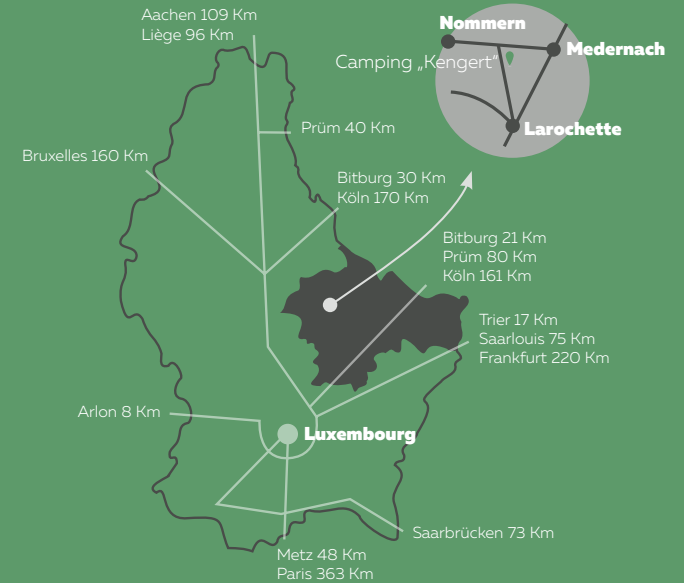 Aachen 109 Km
Liège 96 Km
Nommern
Medernach
Camping „Kengert"
Larochette
Prüm 40 Km
Bruxelles 160 Km
Bitburg 30 Km
Köln 170 Km
Bitburg 21 Km
Prüm 80 Km
Köln 161 Km
Trier 17 Km
Saarlouis 75 Km
Frankfurt 220 Km
Arlon 8 Km
Luxembourg
Saarbrücken 73 Km
Metz 48 Km
Paris 363 Km